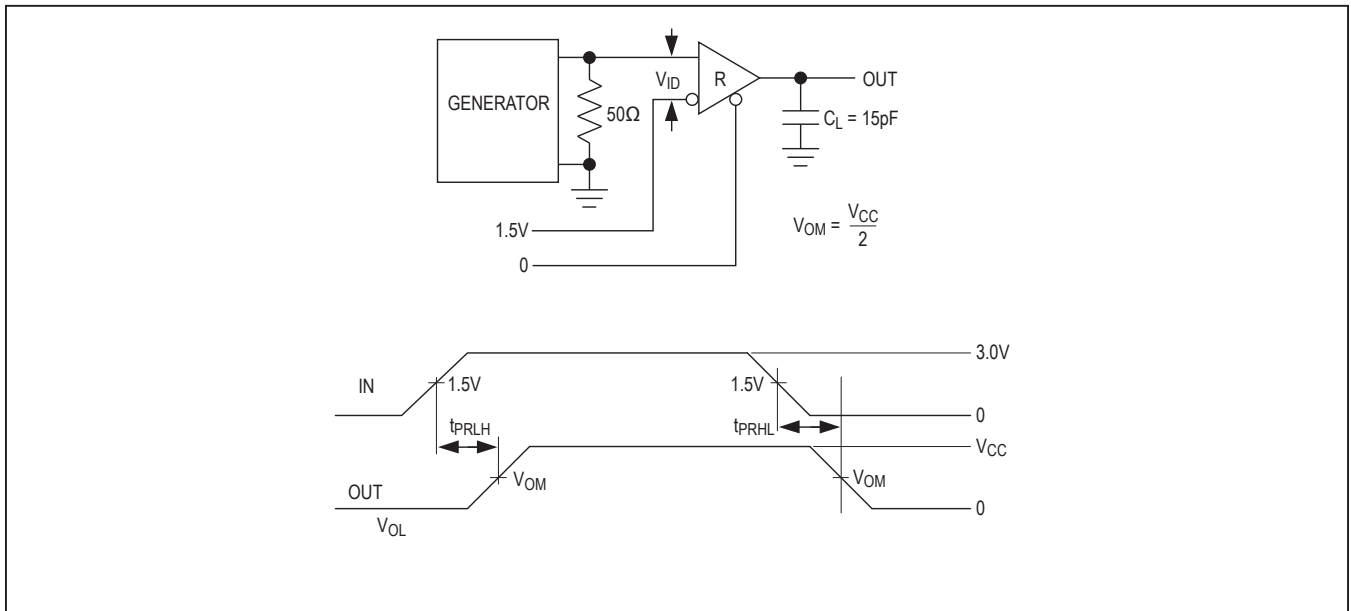 GENERATOR
50Ω
V_ID
R
OUT
C_L = 15pF
1.5V
0
V_OM = V_CC / 2
IN
1.5V
1.5V
3.0V
0
t_PRLH
t_PRHL
V_CC
OUT
V_OM
V_OM
V_OL
0